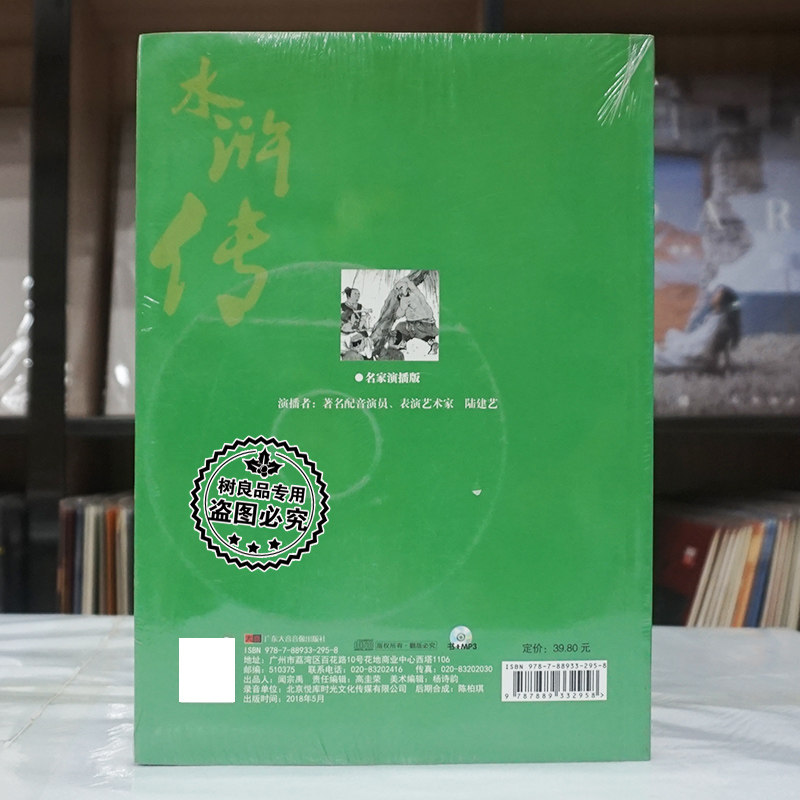 水
浒
传
●名家演播版
演播者：著名配音演员、表演艺术家 陆建艺
树良品专用
盗图必究
广东大音音像出版社
版权所有·翻版必究
书+MP3
定价：39.80 元
ISBN 978-7-88933-295-8
地址：广州市荔湾区百花路10号花地商业中心西塔1106
邮编：510375 联系电话：020-83202416 传真：020-83202030
出品人：闻宗禹 责任编辑：高圭荣 美术编辑：杨诗韵
录音单位：北京悦库时光文化传媒有限公司 后期合成：陈柏琪
出版时间：2018年5月
ISBN 978-7-88933-295-8
9 787889 332958 >
A R